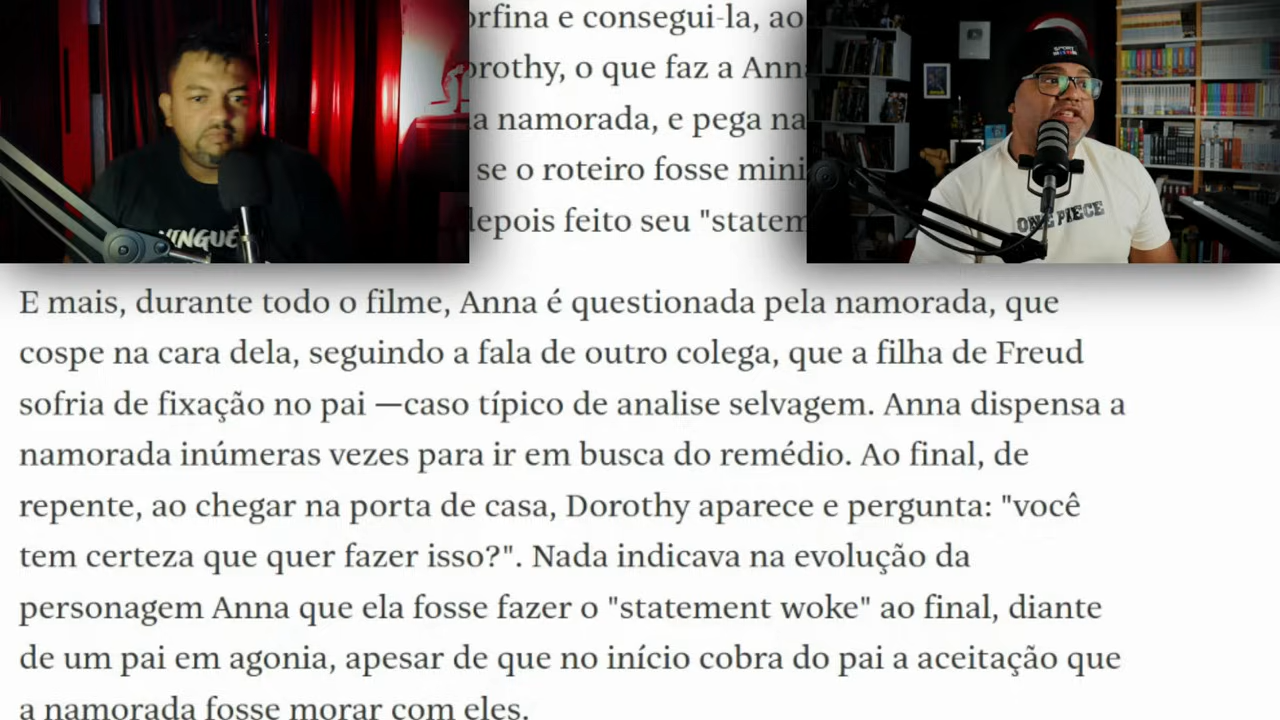 orfina e consegui-la, ao
orothy, o que faz a Ann
a namorada, e pega na
se o roteiro fosse mini
depois feito seu "statem
E mais, durante todo o filme, Anna é questionada pela namorada, que
cospe na cara dela, seguindo a fala de outro colega, que a filha de Freud
sofria de fixação no pai —caso típico de analise selvagem. Anna dispensa a
namorada inúmeras vezes para ir em busca do remédio. Ao final, de
repente, ao chegar na porta de casa, Dorothy aparece e pergunta: "você
tem certeza que quer fazer isso?". Nada indicava na evolução da
personagem Anna que ela fosse fazer o "statement woke" ao final, diante
de um pai em agonia, apesar de que no início cobra do pai a aceitação que
a namorada fosse morar com eles.
NINGUÉ
ONE PIECE